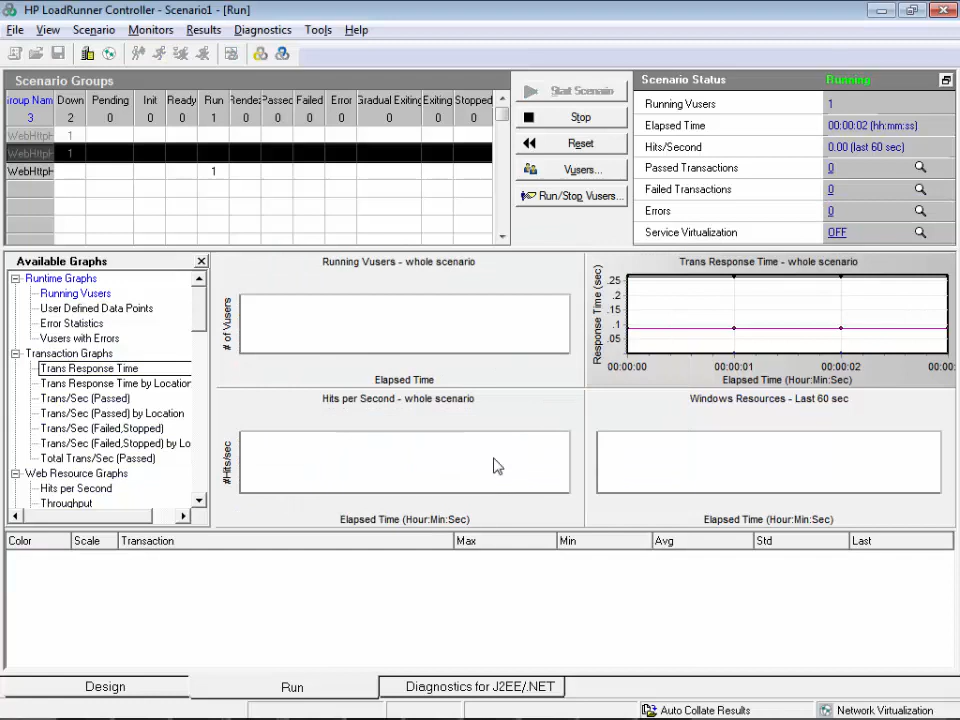 HP LoadRunner Controller - Scenario1 - [Run]
File View Scenario Monitors Results Diagnostics Tools Help
Scenario Groups
Group Nam Down Pending Init Ready Run Rendez Passed Failed Error Gradual Exiting Exiting Stopped
3 2 0 0 0 1 0 0 0 0 0 0 0
WebHttpH 1
WebHttpH 1
WebHttpH 1
Start Scenario
Stop
Reset
Vusers...
Run/Stop Vusers...
Scenario Status Running
Running Vusers 1
Elapsed Time 00:00:02 (hh:mm:ss)
Hits/Second 0.00 (last 60 sec)
Passed Transactions 0
Failed Transactions 0
Errors 0
Service Virtualization OFF
Available Graphs
Runtime Graphs
Running Vusers
User Defined Data Points
Error Statistics
Vusers with Errors
Transaction Graphs
Trans Response Time
Trans Response Time by Location
Trans/Sec (Passed)
Trans/Sec (Passed) by Location
Trans/Sec (Failed,Stopped)
Trans/Sec (Failed,Stopped) by Lo
Total Trans/Sec (Passed)
Web Resource Graphs
Hits per Second
Throughput
Running Vusers - whole scenario
# of Vusers
Elapsed Time
Trans Response Time - whole scenario
Response Time (sec)
.25
.2
.15
.1
.05
00:00:00 00:00:01 00:00:02 00:00:
Elapsed Time (Hour:Min:Sec)
Hits per Second - whole scenario
#Hits/sec
Elapsed Time (Hour:Min:Sec)
Windows Resources - Last 60 sec
Elapsed Time (Hour:Min:Sec)
Color Scale Transaction Max Min Avg Std Last
Design Run Diagnostics for J2EE/.NET
Auto Collate Results Network Virtualization